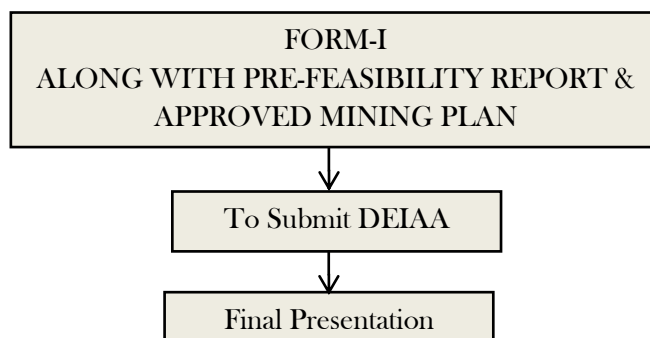 FORM-I
ALONG WITH PRE-FEASIBILITY REPORT &
APPROVED MINING PLAN
To Submit DEIAA
Final Presentation